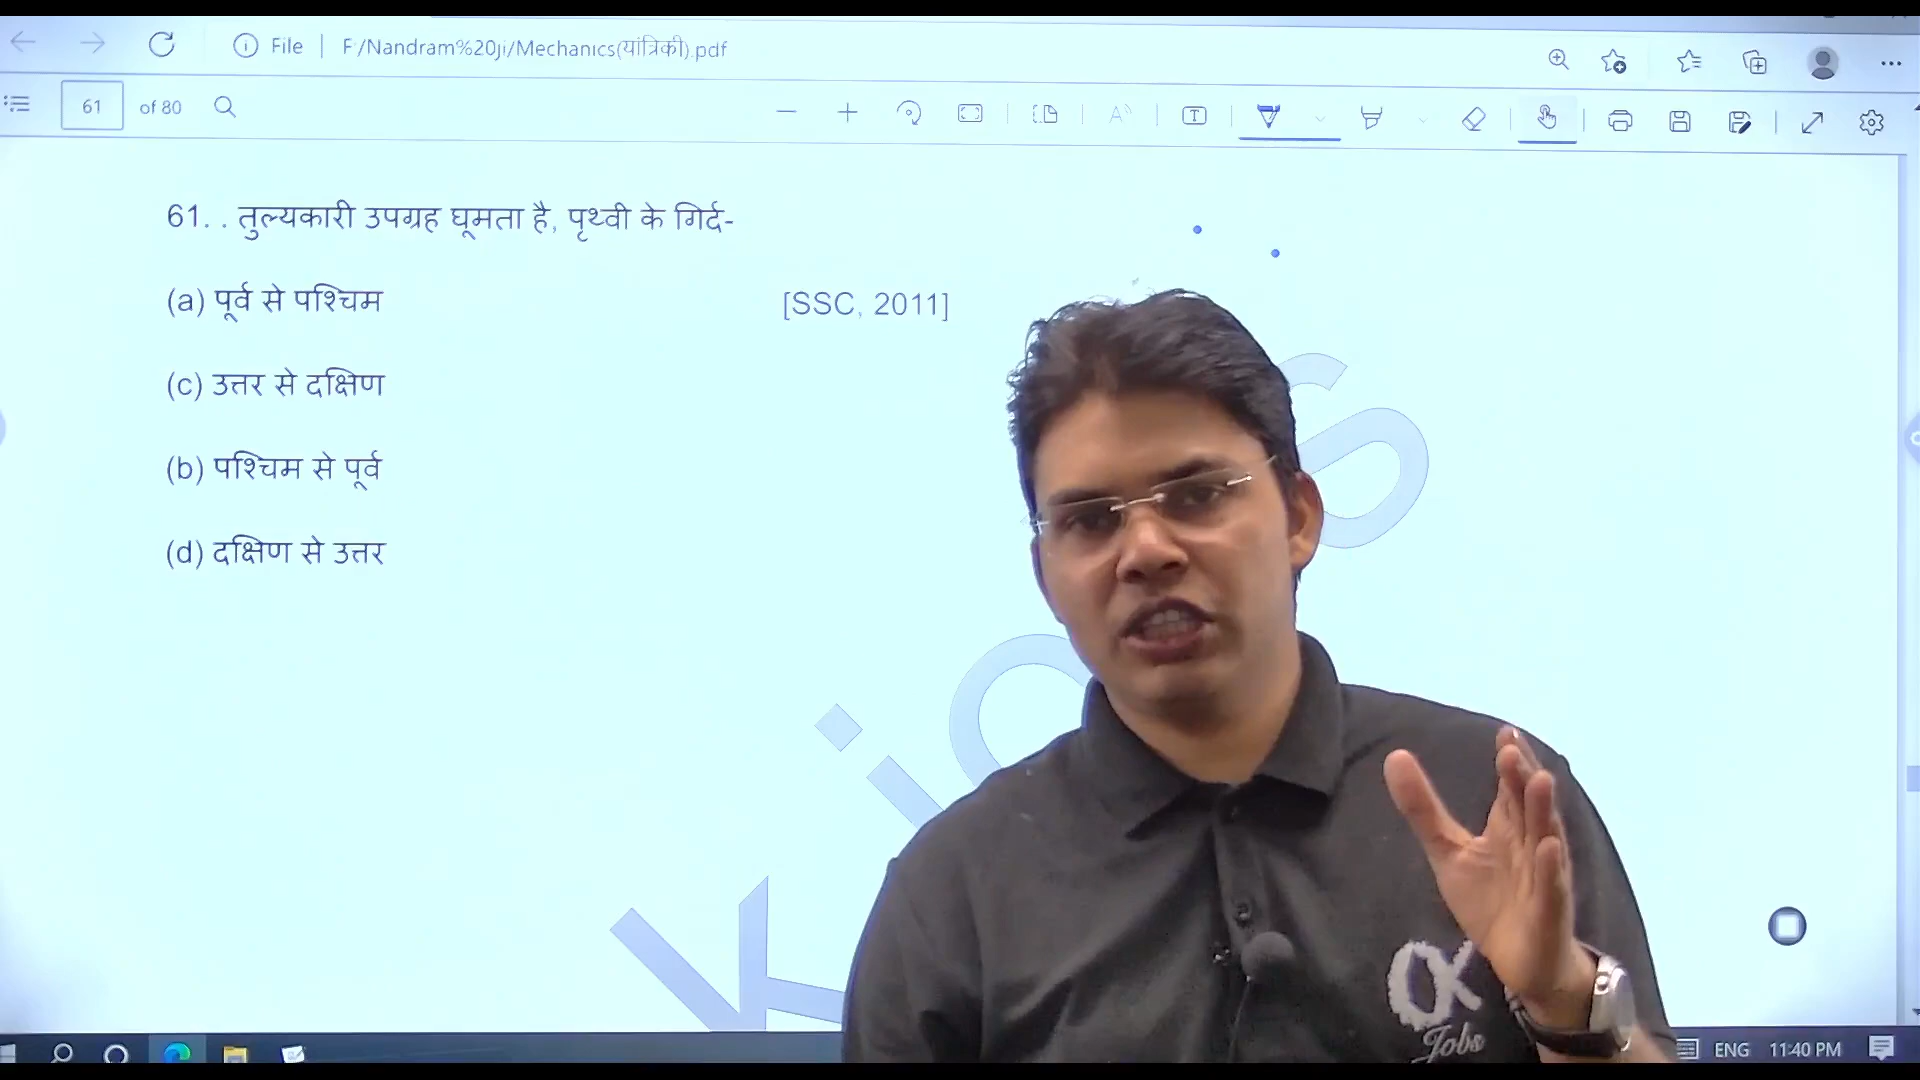 File | F:/Nandram%20ji/Mechanics(यांत्रिकी).pdf
61 of 80
61. . तुल्यकारी उपग्रह घूमता है, पृथ्वी के गिर्द-
(a) पूर्व से पश्चिम
[SSC, 2011]
(c) उत्तर से दक्षिण
(b) पश्चिम से पूर्व
(d) दक्षिण से उत्तर
Jobs
ENG 11:40 PM